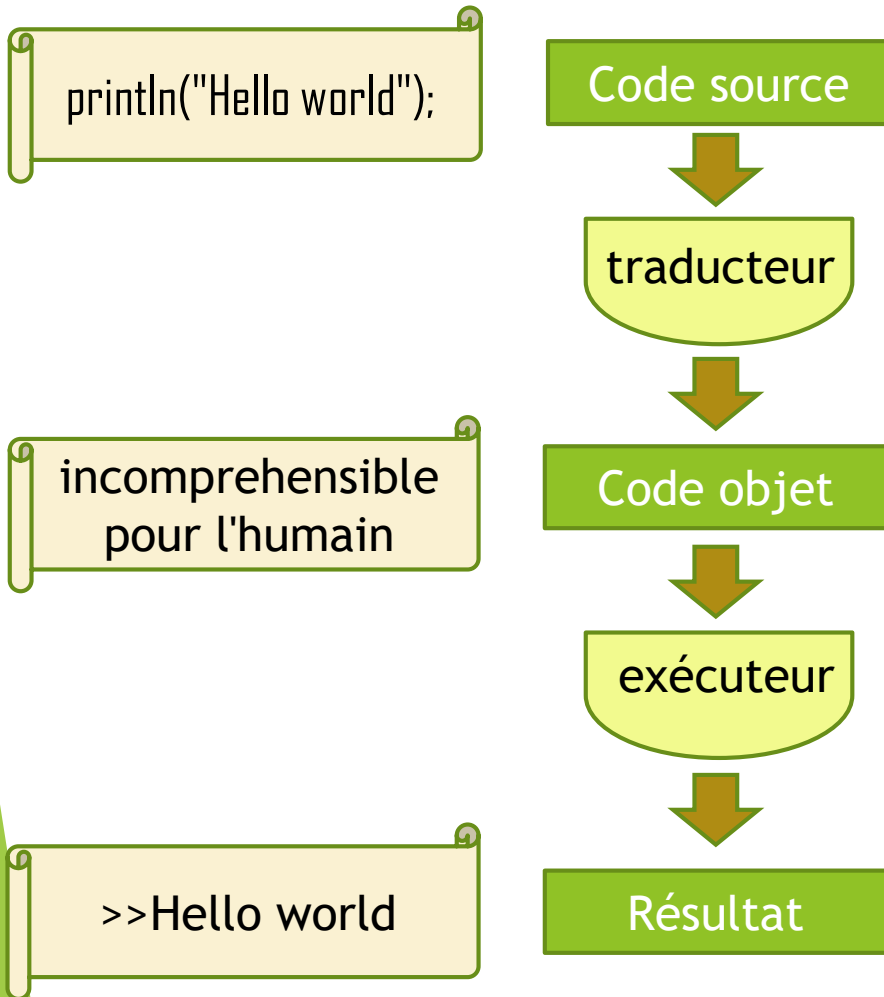 println("Hello world");
Code source
traducteur
incomprehensible
pour l'humain
Code objet
exécuteur
>>Hello world
Résultat